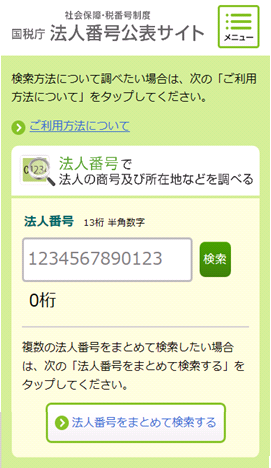 社会保障・税番号制度
国税庁 法人番号公表サイト
メニュー
検索方法について調べたい場合は、次の「ご利用
方法について」をタップしてください。
ご利用方法について
0123
法人番号で
法人の商号及び所在地などを調べる
法人番号 13桁 半角数字
1234567890123
検索
0桁
複数の法人番号をまとめて検索したい場合
は、次の「法人番号をまとめて検索する」を
タップしてください。
法人番号をまとめて検索する